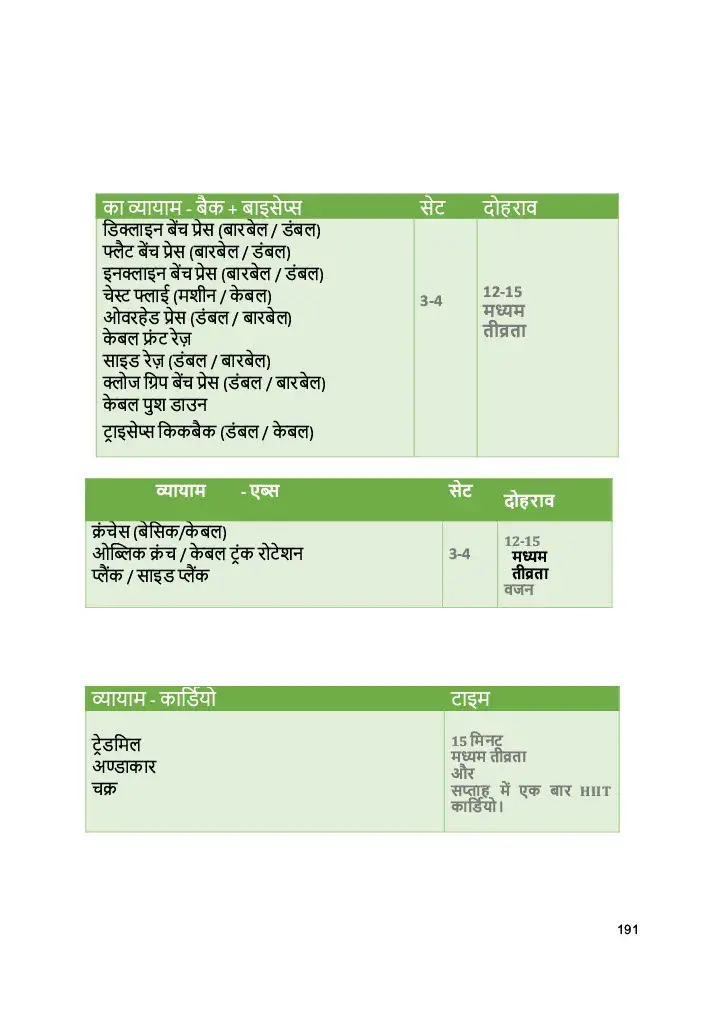 का व्यायाम - बैक + बाइसेप्स सेट दोहराव
डिक्लाइन बेंच प्रेस (बारबेल / डंबल)
फ्लैट बेंच प्रेस (बारबेल / डंबल)
इनक्लाइन बेंच प्रेस (बारबेल / डंबल)
चेस्ट फ्लाई (मशीन / केबल)
ओवरहेड प्रेस (डंबल / बारबेल)
केबल फ्रंट रेज़
साइड रेज़ (डंबल / बारबेल)
क्लोज ग्रिप बेंच प्रेस (डंबल / बारबेल)
केबल पुश डाउन
ट्राइसेप्स किकबैक (डंबल / केबल)
3-4
12-15
मध्यम
तीव्रता
व्यायाम - एब्स सेट दोहराव
क्रंचेस (बेसिक/केबल)
ओब्लिक क्रंच / केबल ट्रंक रोटेशन
प्लैंक / साइड प्लैंक
3-4
12-15
मध्यम
तीव्रता
वजन
व्यायाम - कार्डियो टाइम
ट्रेडमिल
अण्डाकार
चक्र
15 मिनट
मध्यम तीव्रता
और
सप्ताह में एक बार HIIT
कार्डियो।
191